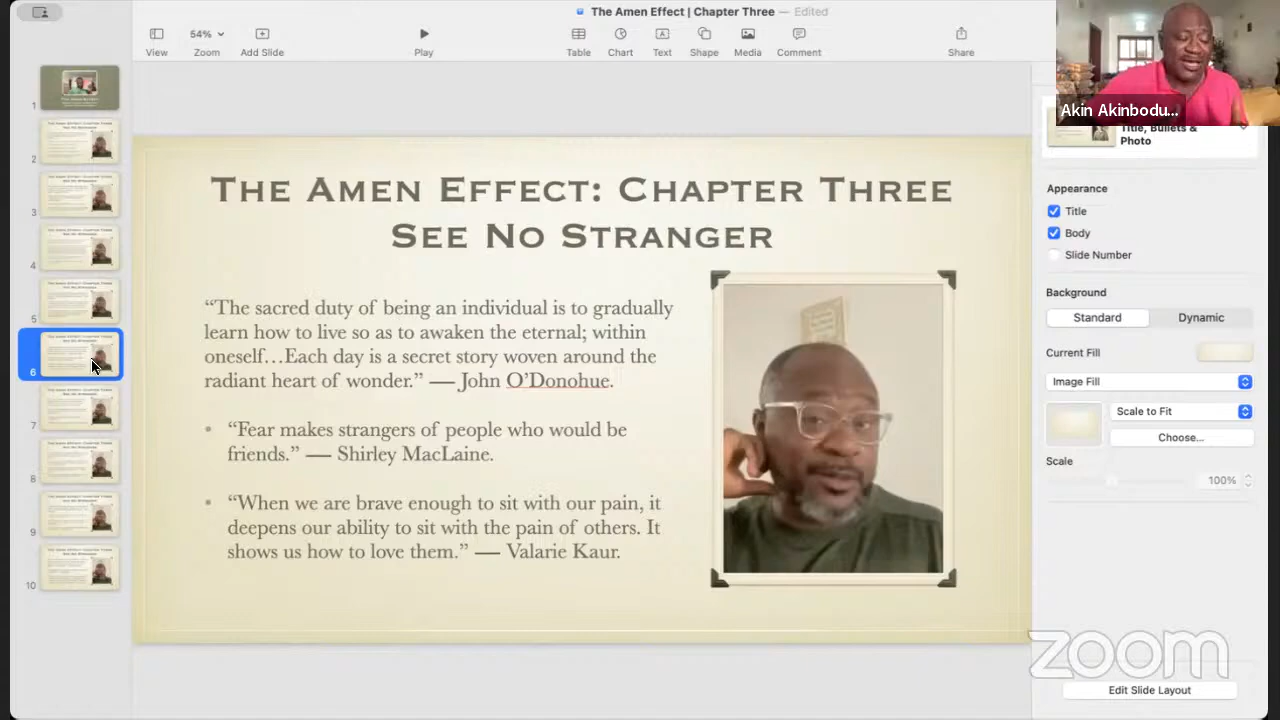 The Amen Effect | Chapter Three — Edited
View
54%
Zoom
Add Slide
Play
Table
Chart
Text
Shape
Media
Comment
Share
Akin Akinbodu...
Title, Bullets &
Photo
Appearance
Title
Body
Slide Number
Background
Standard
Dynamic
Current Fill
Image Fill
Scale to Fit
Choose...
Scale
100%
Edit Slide Layout
zoom
1
2
3
4
5
6
7
8
9
10
The Amen Effect: Chapter Three
See No Stranger
“The sacred duty of being an individual is to gradually
learn how to live so as to awaken the eternal; within
oneself…Each day is a secret story woven around the
radiant heart of wonder.” — John O’Donohue.
• “Fear makes strangers of people who would be
friends.” — Shirley MacLaine.
• “When we are brave enough to sit with our pain, it
deepens our ability to sit with the pain of others. It
shows us how to love them.” — Valarie Kaur.